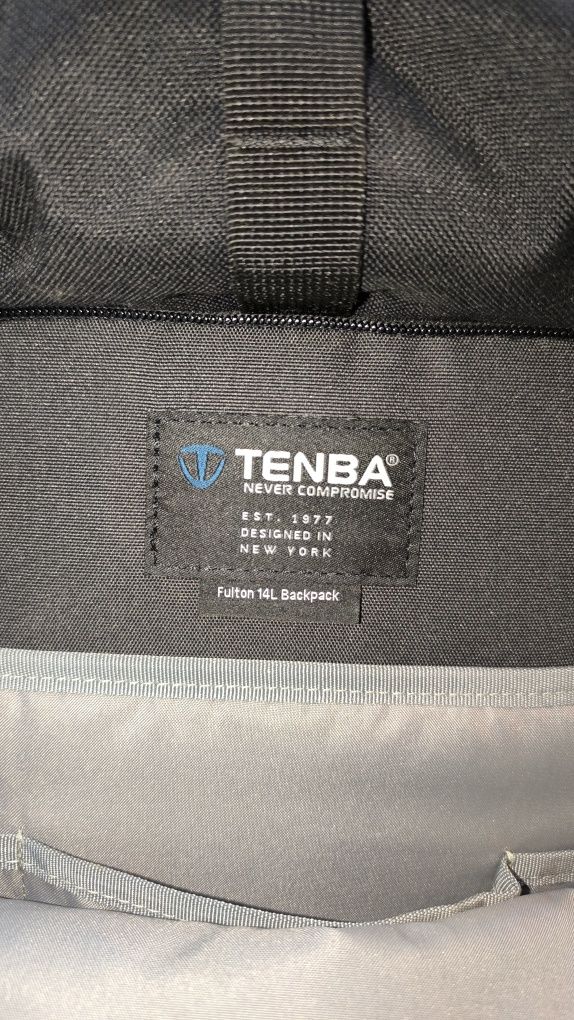 TENBA®
NEVER COMPROMISE
EST. 1977
DESIGNED IN
NEW YORK
Fulton 14L Backpack